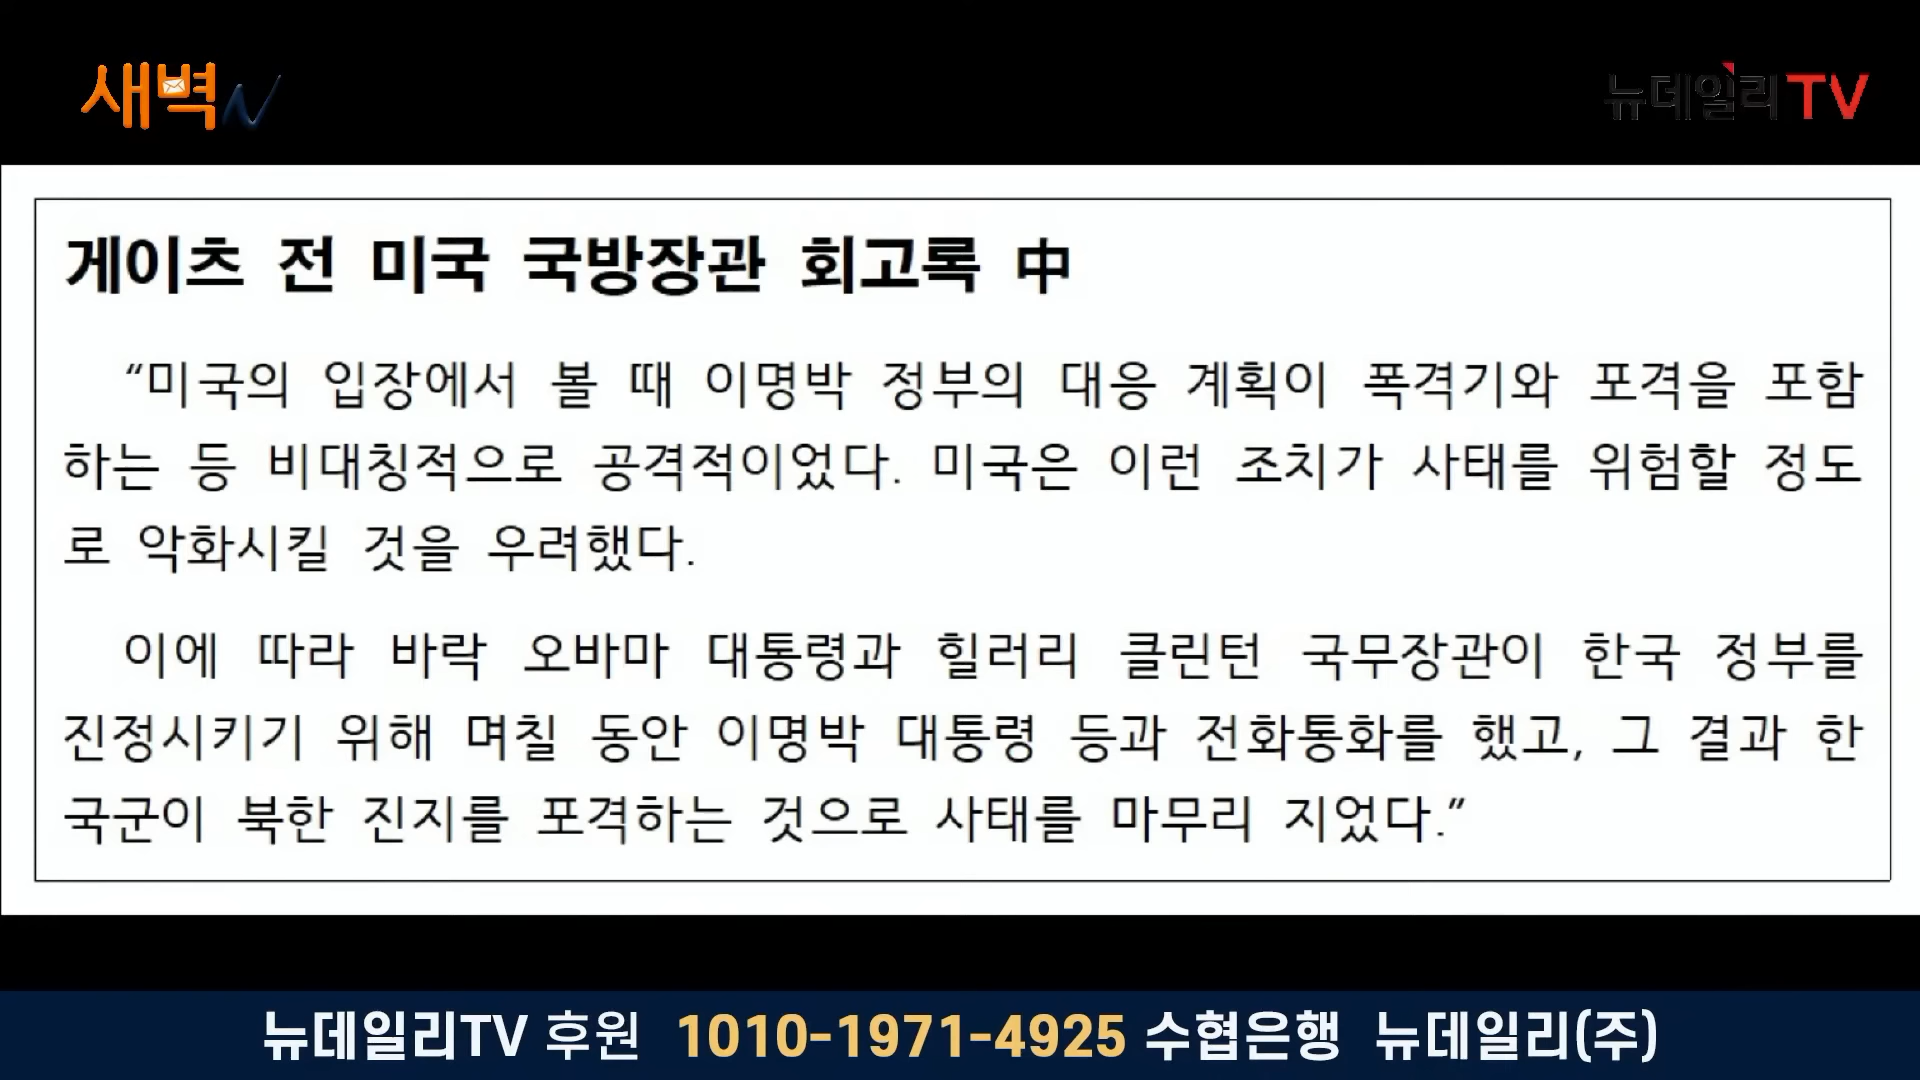 새벽N
뉴데일리TV
게이츠 전 미국 국방장관 회고록 中
“미국의 입장에서 볼 때 이명박 정부의 대응 계획이 폭격기와 포격을 포함
하는 등 비대칭적으로 공격적이었다. 미국은 이런 조치가 사태를 위험할 정도
로 악화시킬 것을 우려했다.
이에 따라 바락 오바마 대통령과 힐러리 클린턴 국무장관이 한국 정부를
진정시키기 위해 며칠 동안 이명박 대통령 등과 전화통화를 했고, 그 결과 한
국군이 북한 진지를 포격하는 것으로 사태를 마무리 지었다.”
뉴데일리TV 후원 1010-1971-4925 수협은행 뉴데일리(주)